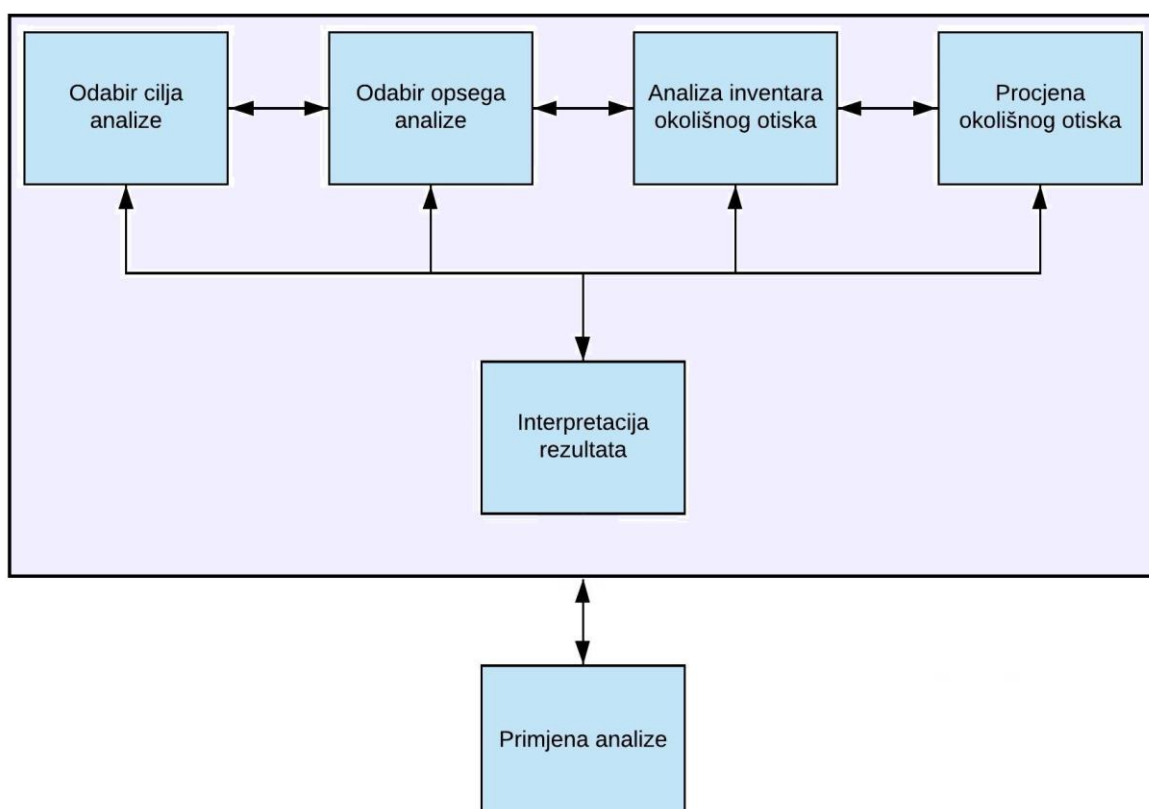 Odabir cilja
analize
Odabir opsega
analize
Analiza inventara
okolišnog otiska
Procjena
okolišnog otiska
Interpretacija
rezultata
Primjena analize